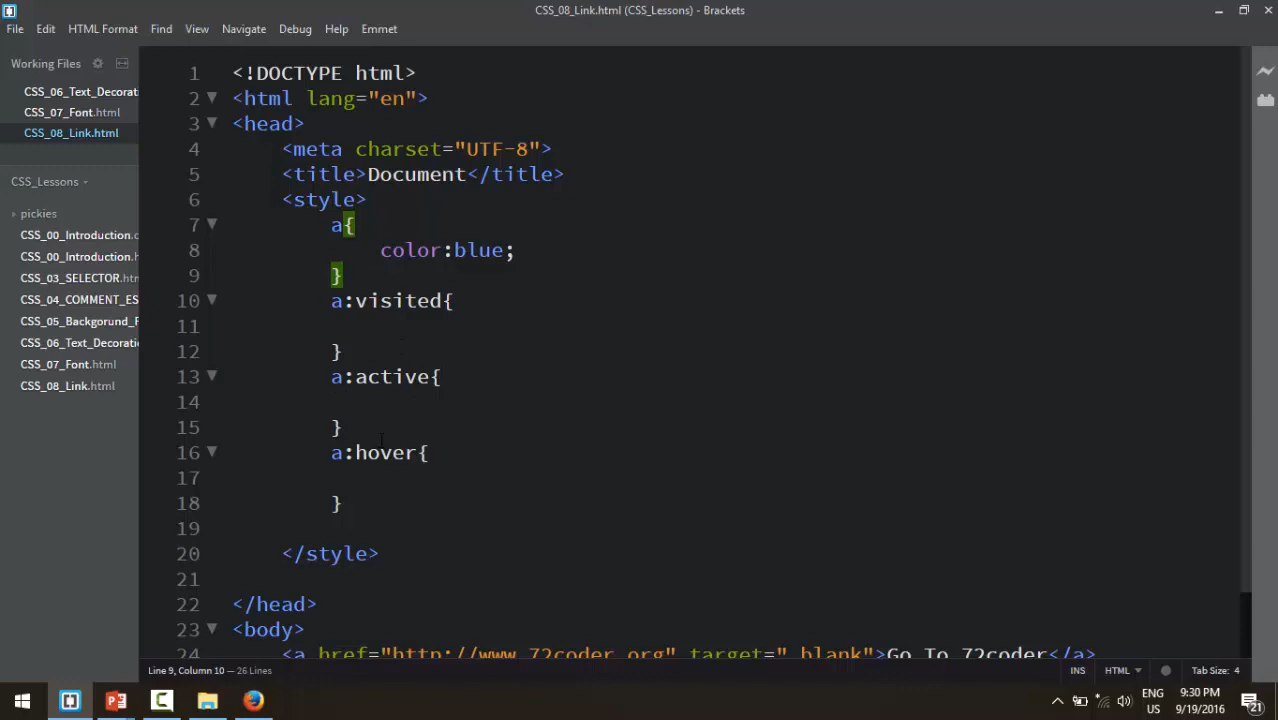 CSS_08_Link.html (CSS_Lessons) - Brackets
File Edit HTML Format Find View Navigate Debug Help Emmet
Working Files
CSS_06_Text_Decorati
CSS_07_Font.html
CSS_08_Link.html
CSS_Lessons
pickies
CSS_00_Introduction.c
CSS_00_Introduction.h
CSS_03_SELECTOR.htm
CSS_04_COMMENT_ES
CSS_05_Backgorund_P
CSS_06_Text_Decoratio
CSS_07_Font.html
CSS_08_Link.html
1 <!DOCTYPE html>
2 <html lang="en">
3 <head>
4 <meta charset="UTF-8">
5 <title>Document</title>
6 <style>
7 a{
8 color:blue;
9 }
10 a:visited{
11
12 }
13 a:active{
14
15 }
16 a:hover{
17
18 }
19
20 </style>
21
22 </head>
23 <body>
24 <a href="http://www.72coder.org" target="_blank">Go To 72coder</a>
Line 9, Column 10 — 26 Lines
INS HTML Tab Size: 4
ENG 9:30 PM
US 9/19/2016
21